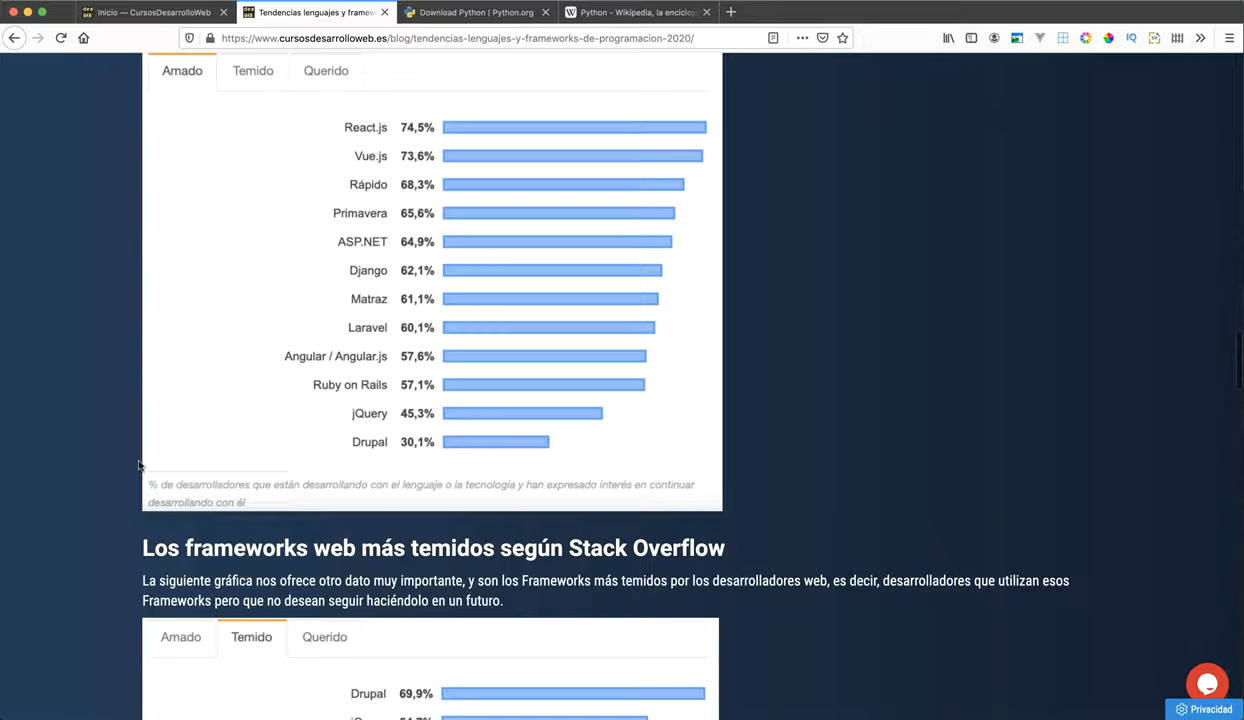 Inicio — CursosDesarrolloWeb
Tendencias lenguajes y framew
Download Python | Python.org
Python - Wikipedia, la enciclop
https://www.cursosdesarrolloweb.es/blog/tendencias-lenguajes-y-frameworks-de-programacion-2020/
Amado Temido Querido
React.js 74,5%
Vue.js 73,6%
Rápido 68,3%
Primavera 65,6%
ASP.NET 64,9%
Django 62,1%
Matraz 61,1%
Laravel 60,1%
Angular / Angular.js 57,6%
Ruby on Rails 57,1%
jQuery 45,3%
Drupal 30,1%
% de desarrolladores que están desarrollando con el lenguaje o la tecnología y han expresado interés en continuar
desarrollando con él
Los frameworks web más temidos según Stack Overflow
La siguiente gráfica nos ofrece otro dato muy importante, y son los Frameworks más temidos por los desarrolladores web, es decir, desarrolladores que utilizan esos
Frameworks pero que no desean seguir haciéndolo en un futuro.
Amado Temido Querido
Drupal 69,9%
Privacidad